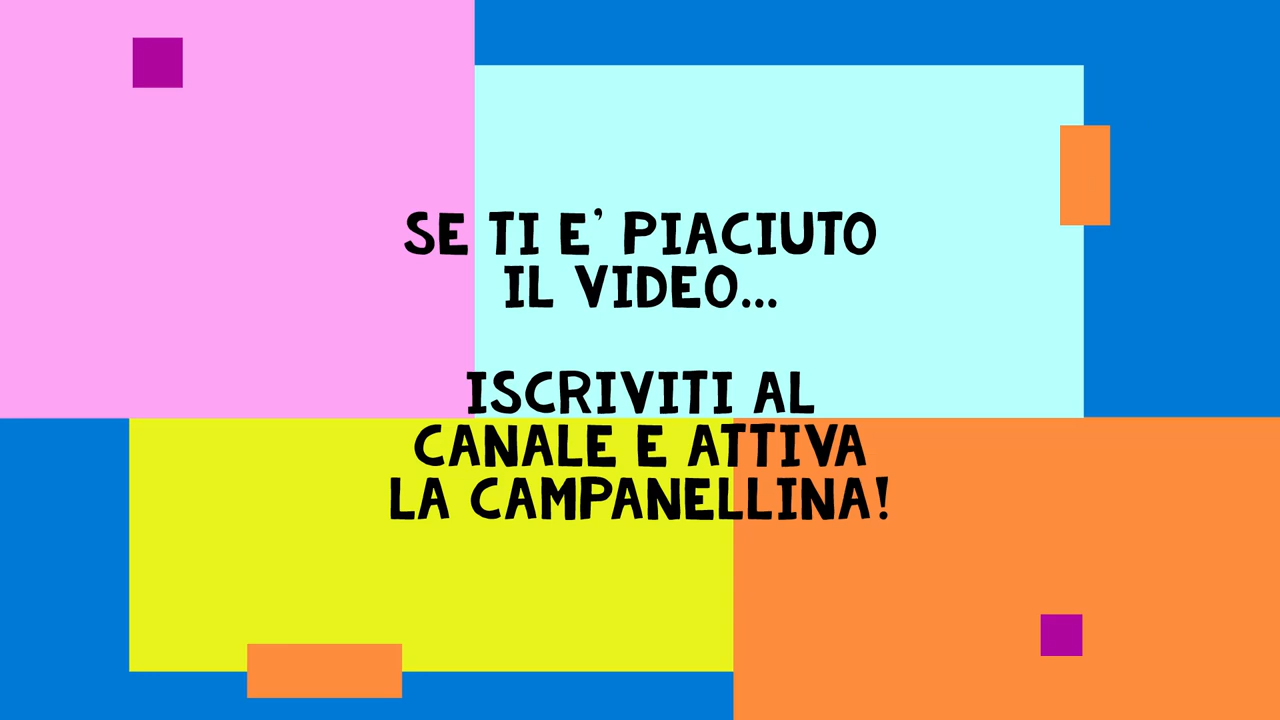 SE TI E' PIACIUTO
IL VIDEO...
ISCRIVITI AL
CANALE E ATTIVA
LA CAMPANELLINA!